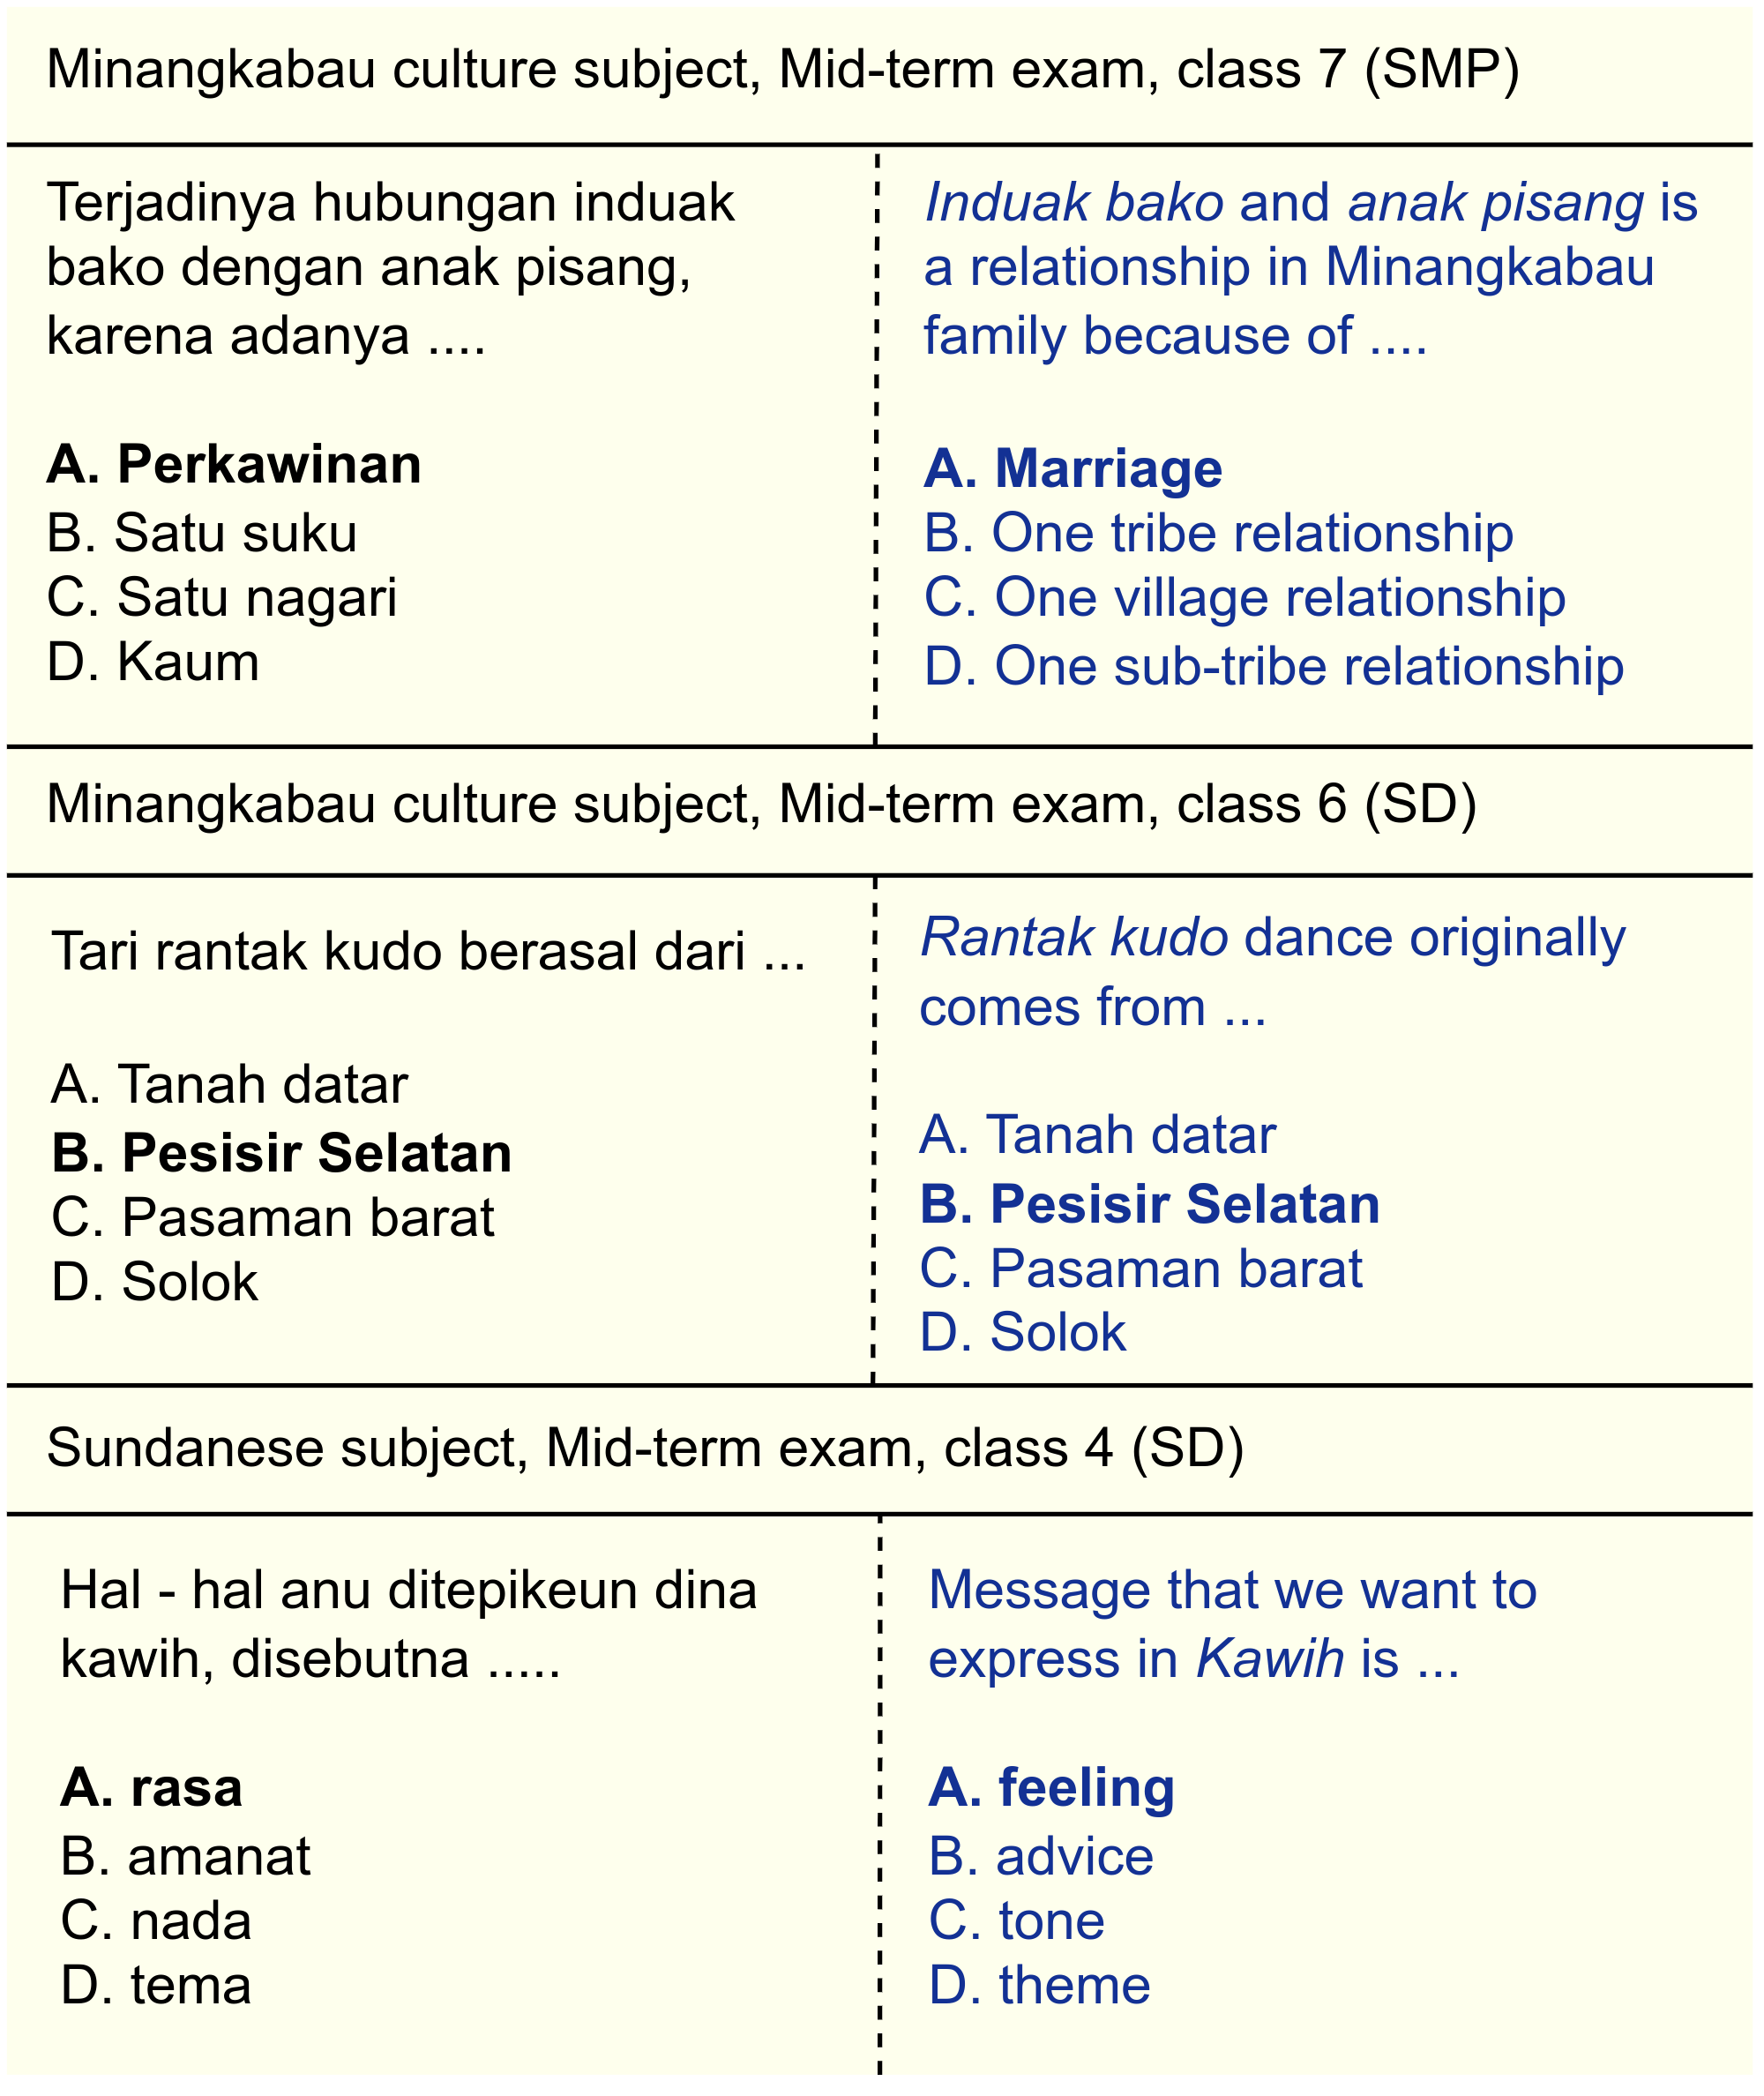 Minangkabau culture subject, Mid-term exam, class 7 (SMP)
Terjadinya hubungan induak
bako dengan anak pisang,
karena adanya ....
A. Perkawinan
B. Satu suku
C. Satu nagari
D. Kaum
Induak bako and anak pisang is
a relationship in Minangkabau
family because of ....
A. Marriage
B. One tribe relationship
C. One village relationship
D. One sub-tribe relationship
Minangkabau culture subject, Mid-term exam, class 6 (SD)
Tari rantak kudo berasal dari ...
A. Tanah datar
B. Pesisir Selatan
C. Pasaman barat
D. Solok
Rantak kudo dance originally
comes from ...
A. Tanah datar
B. Pesisir Selatan
C. Pasaman barat
D. Solok
Sundanese subject, Mid-term exam, class 4 (SD)
Hal - hal anu ditepikeun dina
kawih, disebutna .....
A. rasa
B. amanat
C. nada
D. tema
Message that we want to
express in Kawih is ...
A. feeling
B. advice
C. tone
D. theme